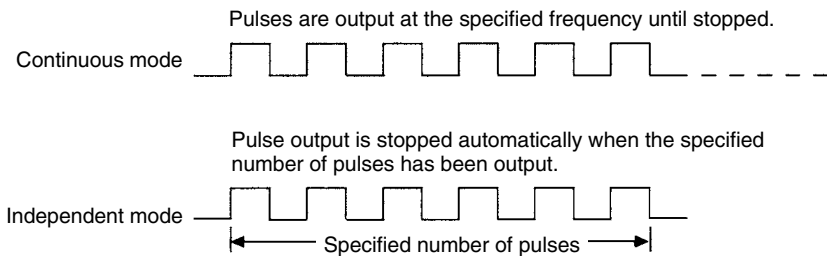 Pulses are output at the specified frequency until stopped.
Continuous mode
Pulse output is stopped automatically when the specified
number of pulses has been output.
Independent mode
Specified number of pulses